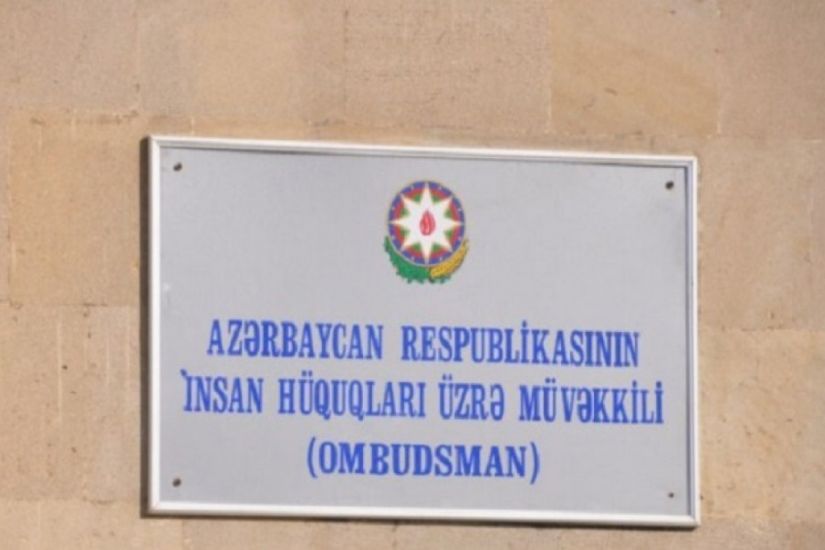 AZƏRBAYCAN RESPUBLİKASININ
İNSAN HÜQUQLARI ÜZRƏ MÜVƏKKİLİ
(OMBUDSMAN)